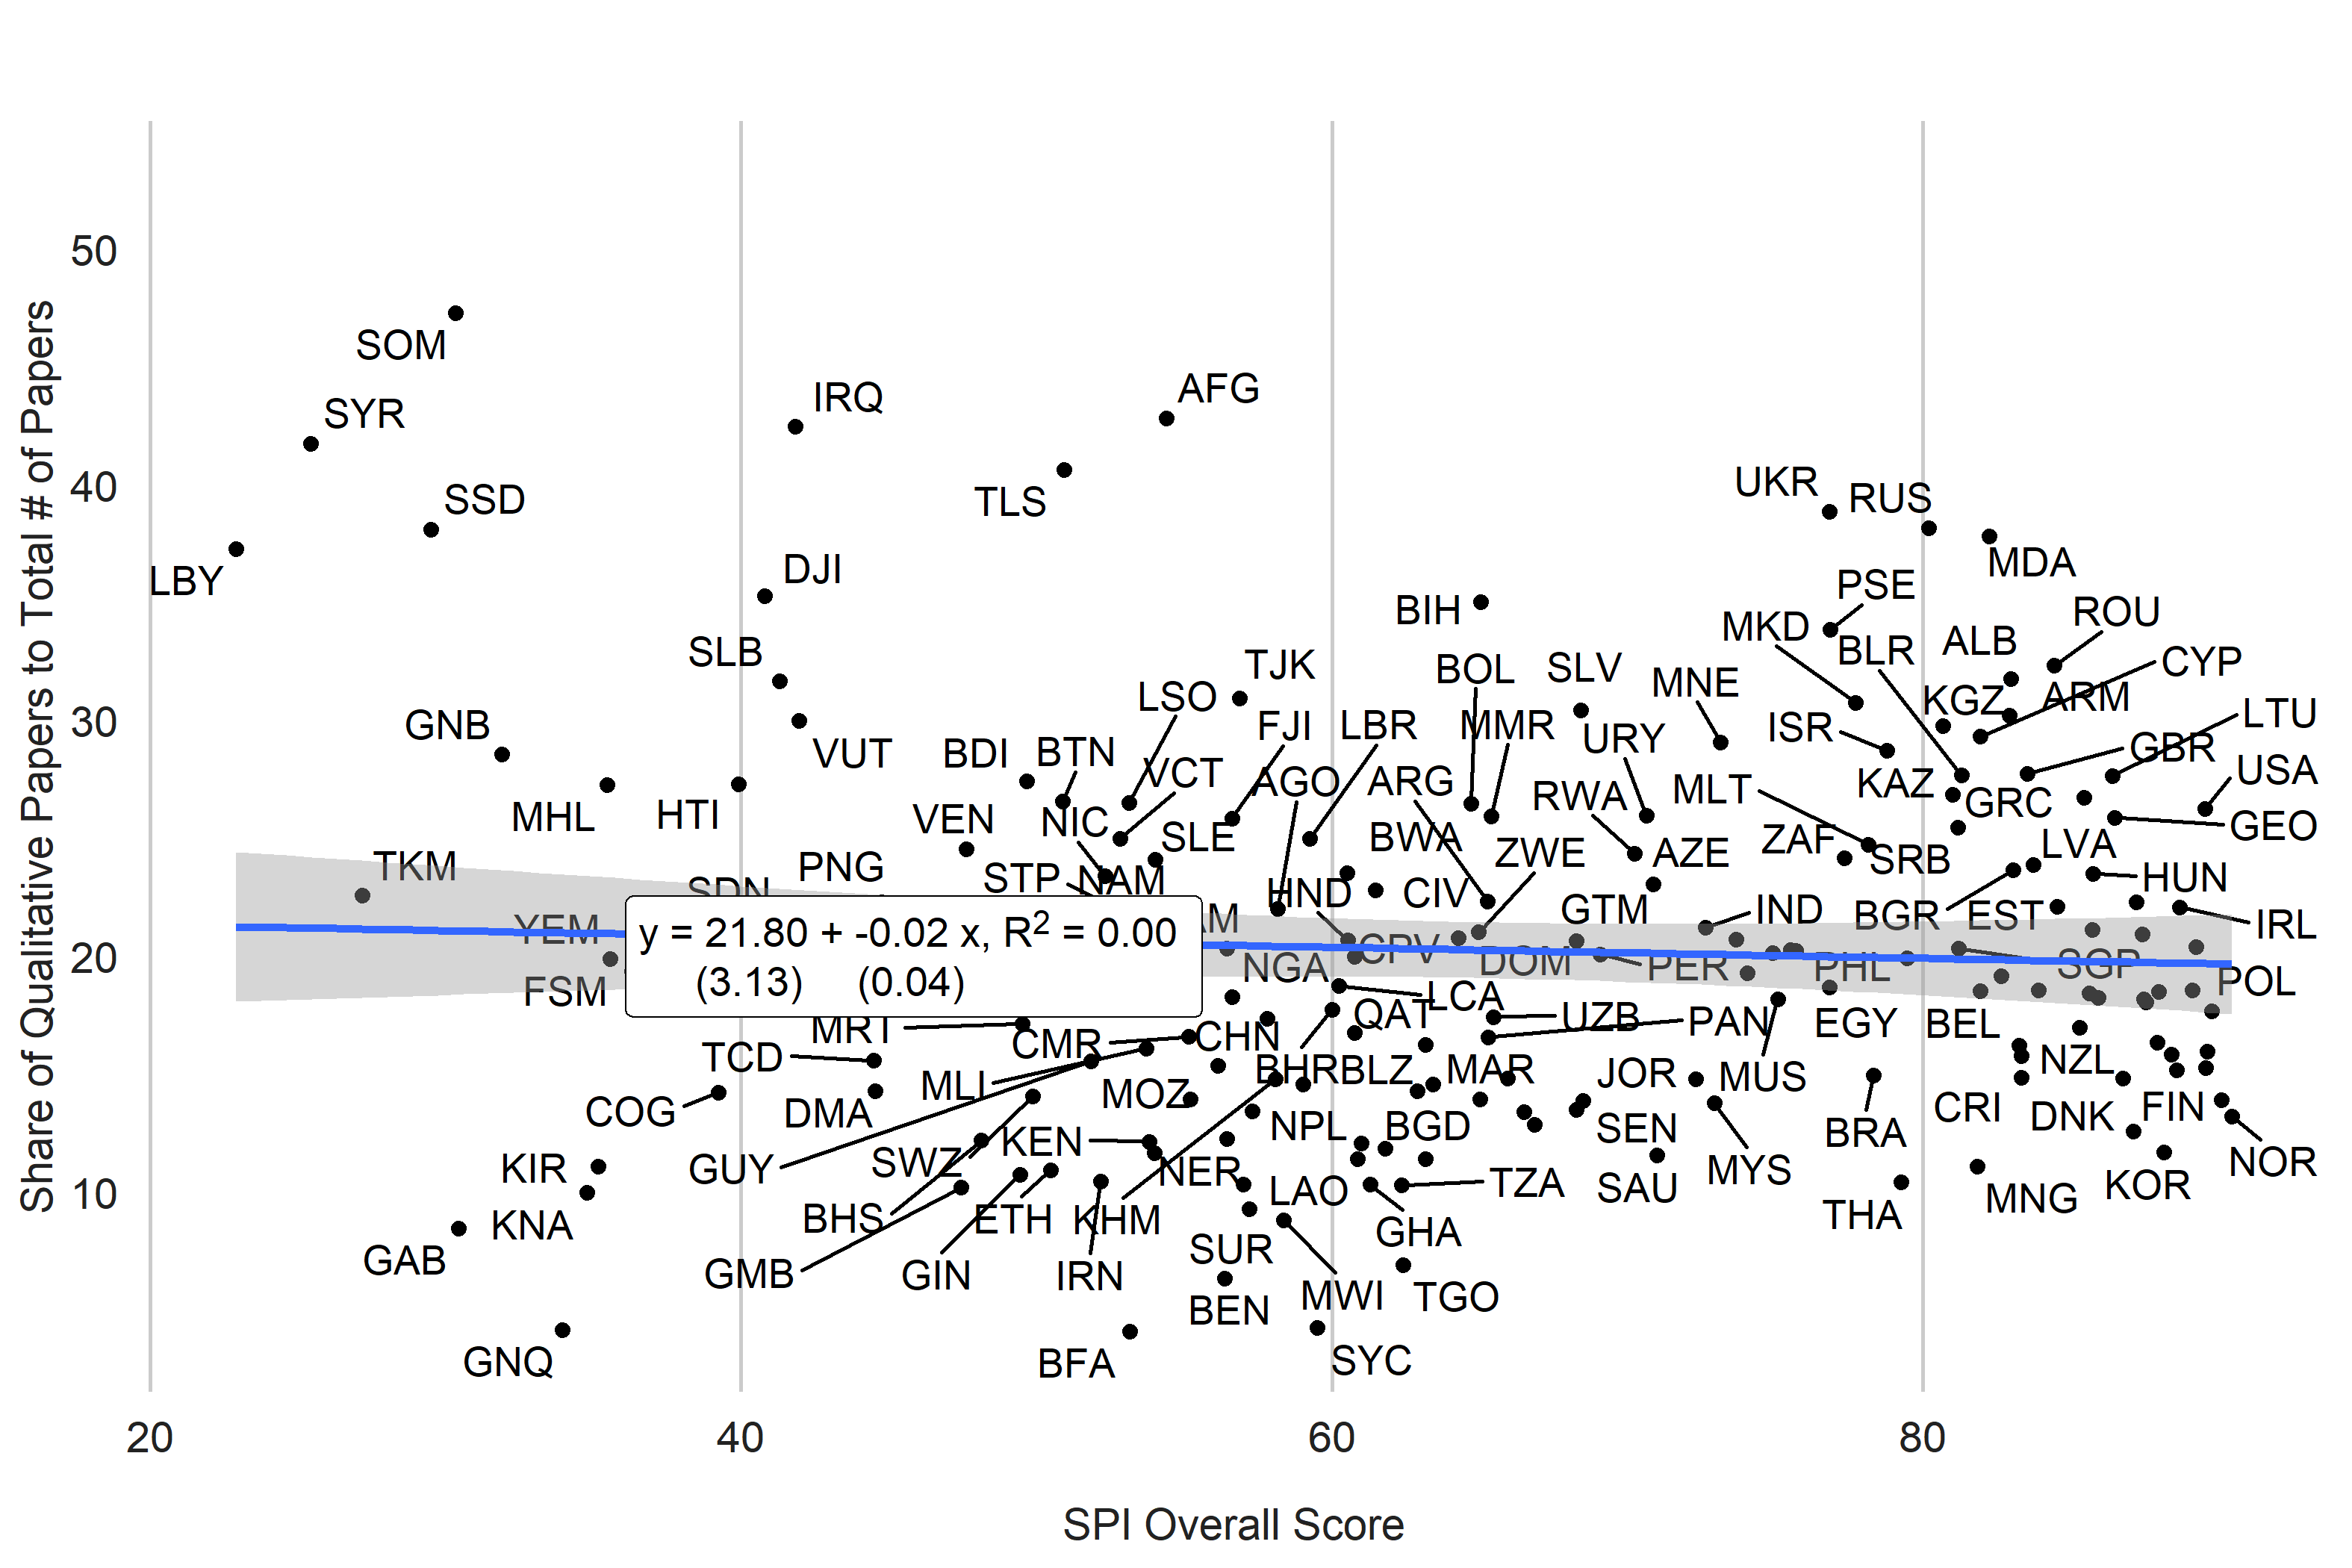 50
SOM
AFG
IRQ
SYR
UKR
40
RUS
SSD
TLS
MDA
LBY
DJI
PSE
BIH
ROU
MKD
ALB
SLB
BLR
CYP
TJK
BOL
SLV
MNE
LSO
KGZ
ARM
LTU
30
GNB
FJI
LBR
MMR
ISR
VUT
BDI
BTN
URY
GBR
VCT
USA
AGO
ARG
KAZ
MLT
RWA
GRC
MHL
HTI
VEN
NIC
GEO
SLE
BWA
ZAF
LVA
ZWE
AZE
SRB
TKM
PNG
STP
NAM
HUN
SDN
HND
CIV
GTM
IND
BGR
EST
IRL
YEM
AM
y = 21.80 + -0.02 x, R2 = 0.00
(3.13) (0.04)
20
CPV
NGA
DOM
PER
PHL
SGP
POL
FSM
LCA
QAT
UZB
PAN
EGY
BEL
MRT
CMR
CHN
TCD
NZL
BHR
BLZ
MAR
JOR
MUS
MLI
MOZ
COG
DMA
CRI
DNK
FIN
NPL
BGD
SEN
BRA
KEN
SWZ
GUY
KIR
NER
MYS
NOR
10
LAO
TZA
SAU
KOR
MNG
KNA
BHS
ETH
KHM
THA
GHA
GAB
SUR
GMB
GIN
IRN
MWI
TGO
BEN
GNQ
BFA
SYC
20 40 60 80
SPI Overall Score
Share of Qualitative Papers to Total # of Papers